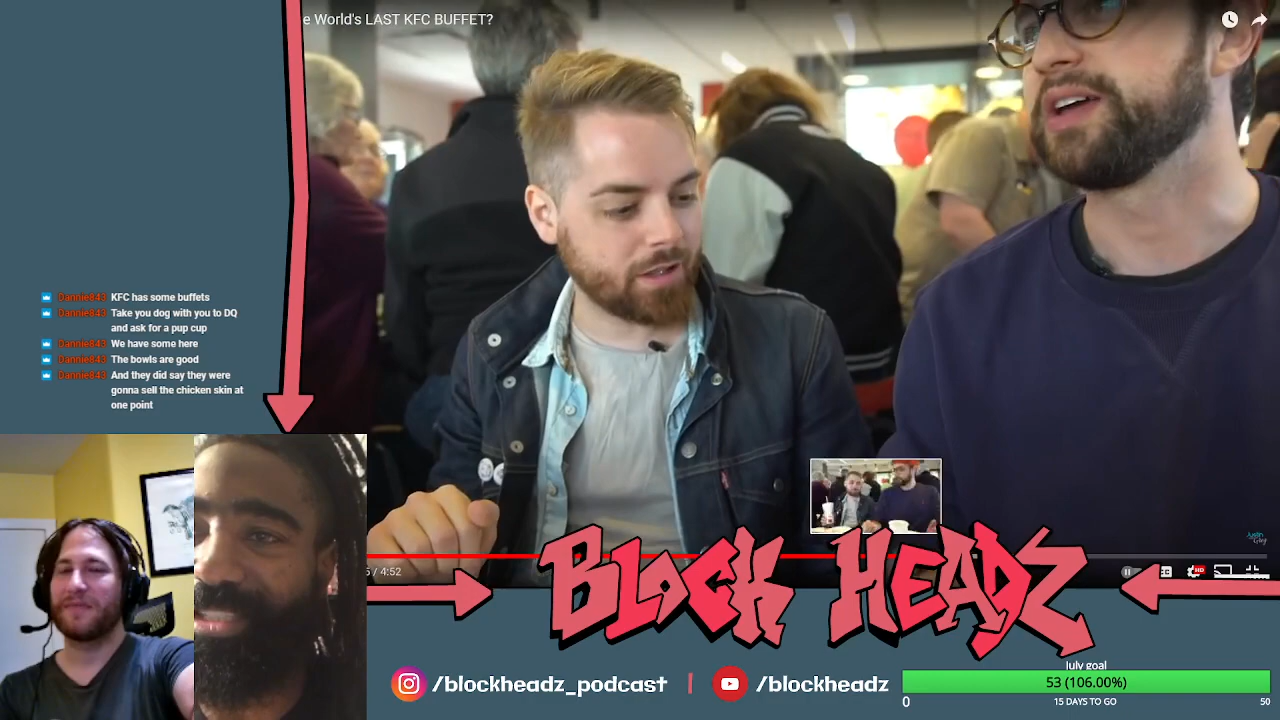 e World's LAST KFC BUFFET?
Dannie843 KFC has some buffets
Dannie843 Take you dog with you to DQ
and ask for a pup cup
Dannie843 We have some here
Dannie843 The bowls are good
Dannie843 And they did say they were
gonna sell the chicken skin at
one point
5 / 4:52
HD
BLOCK HEADZ
/blockheadz_podcast | /blockheadz
July goal
53 (106.00%)
0 15 DAYS TO GO 50